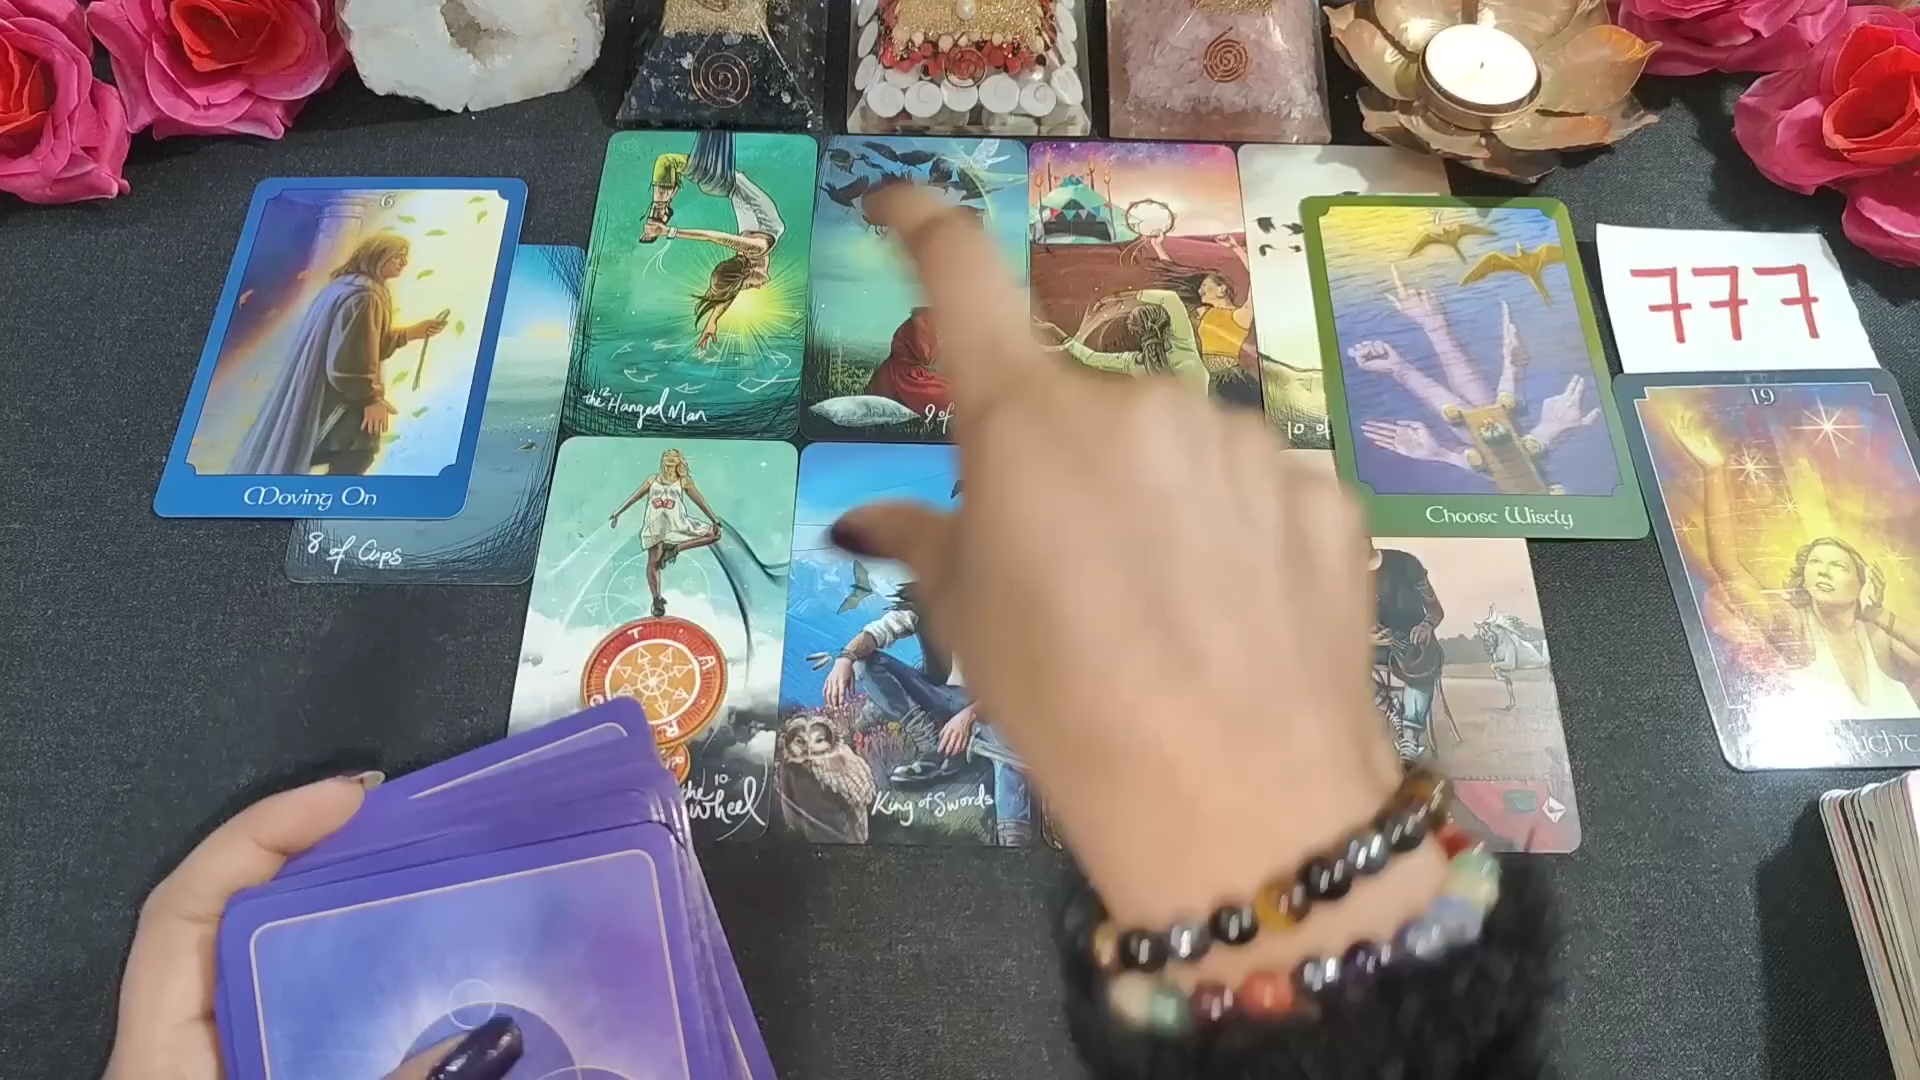 6
Moving On
8 of Cups
12
the Hanged Man
9 of
10 of
Choose Wisely
777
19
T A R
10
the Wheel
King of Swords